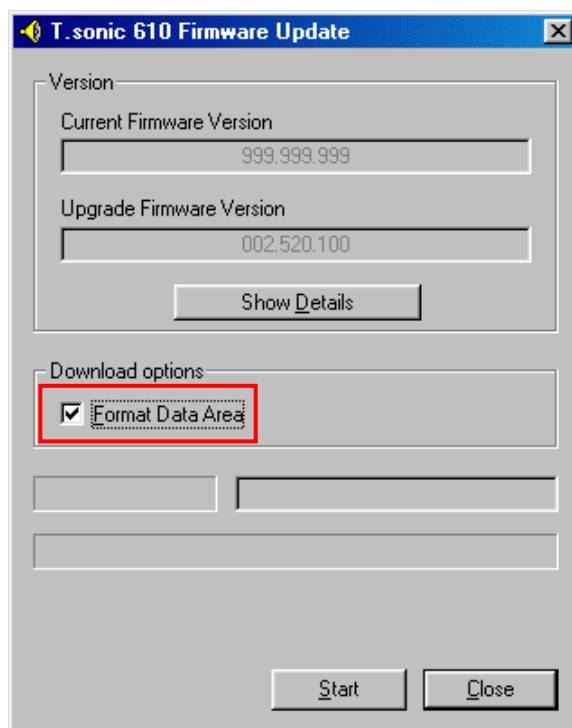 T.sonic 610 Firmware Update
Version
Current Firmware Version
999.999.999
Upgrade Firmware Version
002.520.100
Show Details
Download options
Format Data Area
Start
Close